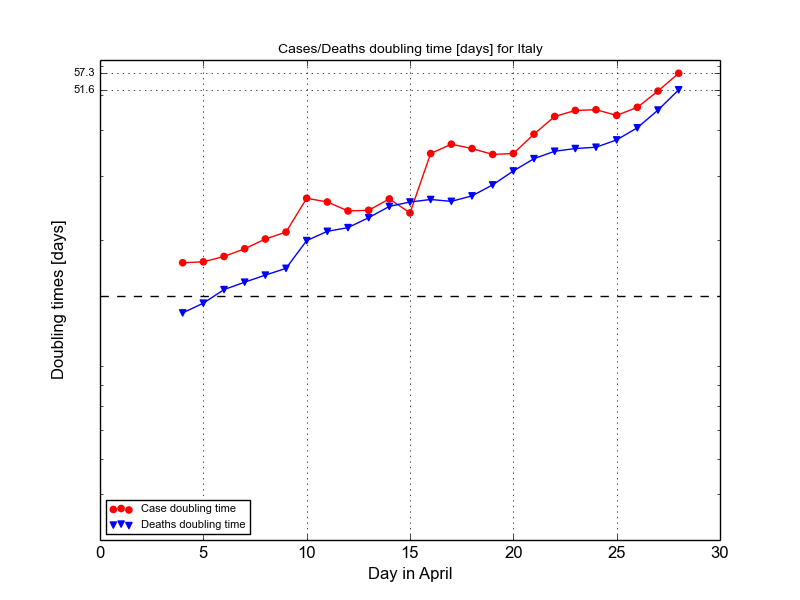 Cases/Deaths doubling time [days] for Italy
57.3
51.6
Doubling times [days]
Case doubling time
Deaths doubling time
0 5 10 15 20 25 30
Day in April